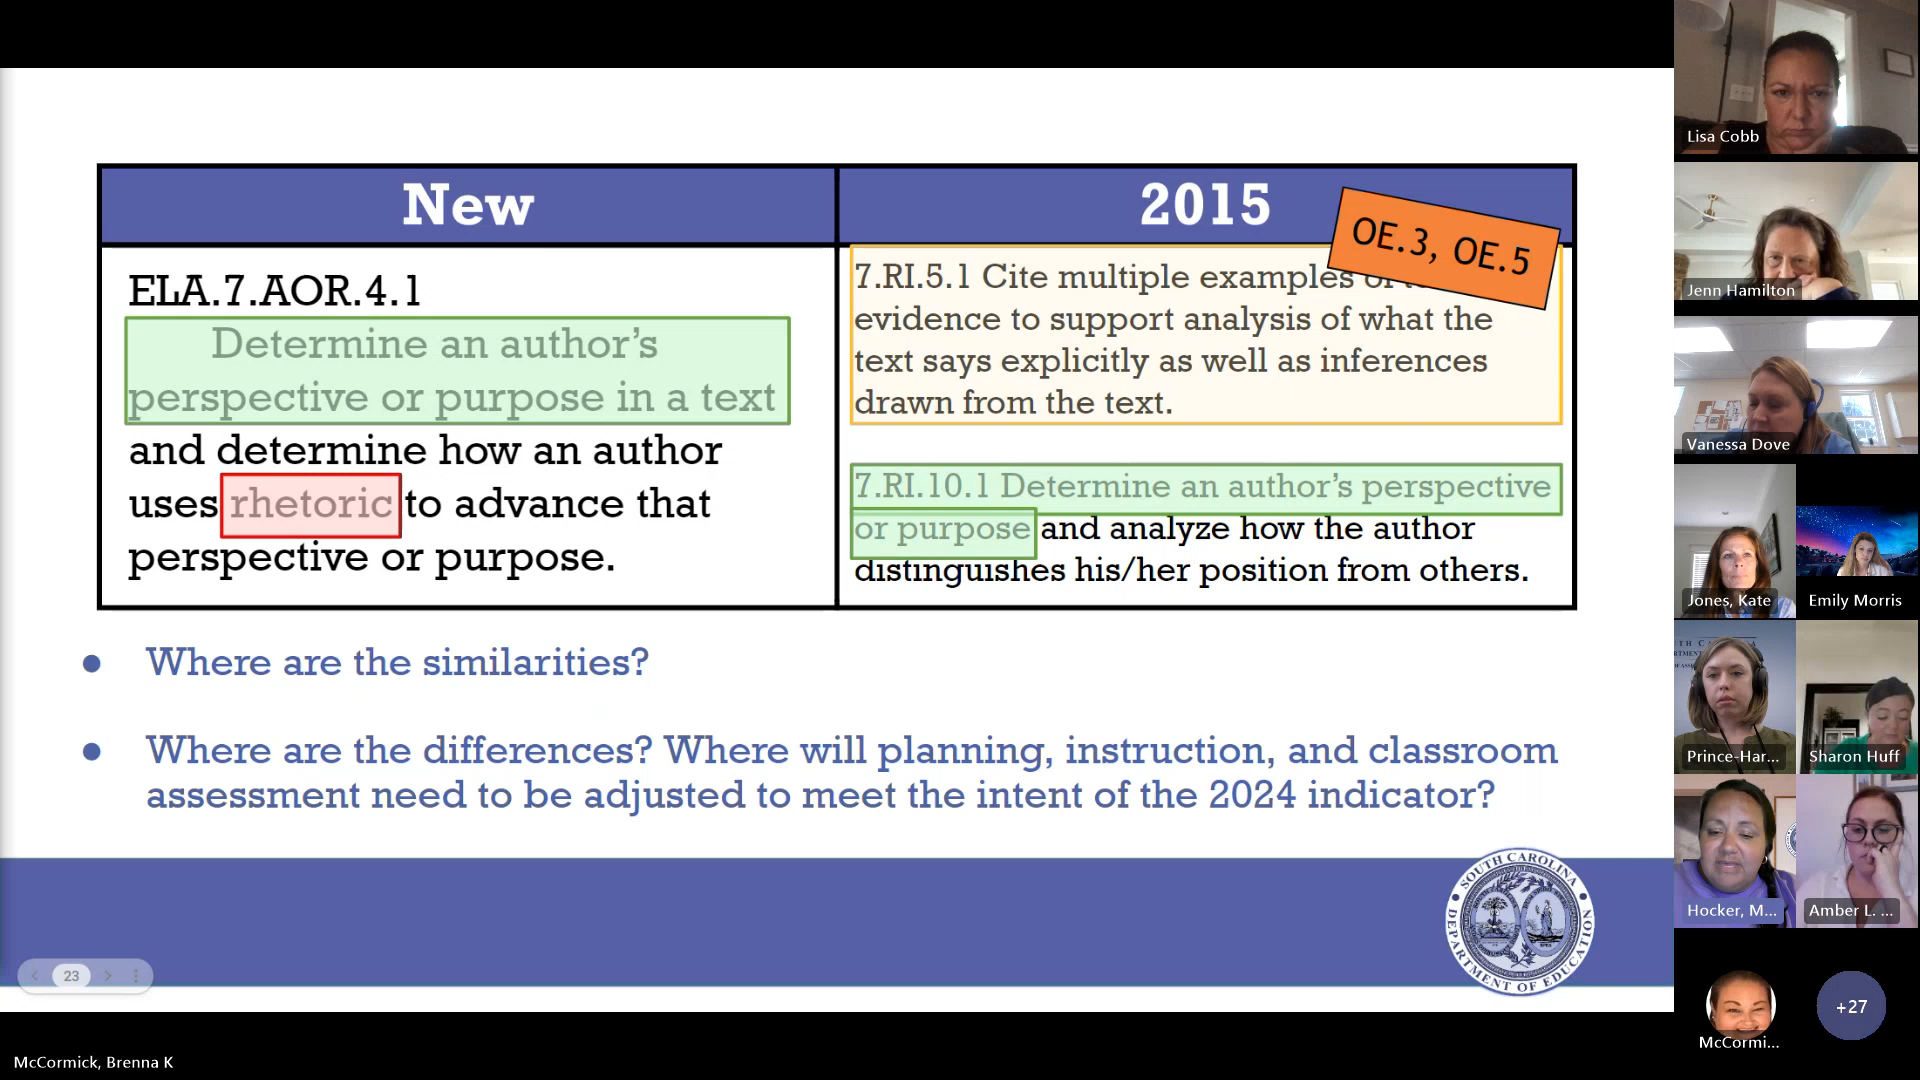 New
2015
OE.3, OE.5
ELA.7.AOR.4.1
Determine an author's
perspective or purpose in a text
and determine how an author
uses rhetoric to advance that
perspective or purpose.
7.RI.5.1 Cite multiple examples
evidence to support analysis of what the
text says explicitly as well as inferences
drawn from the text.
7.RI.10.1 Determine an author's perspective
or purpose and analyze how the author
distinguishes his/her position from others.
• Where are the similarities?
• Where are the differences? Where will planning, instruction, and classroom
assessment need to be adjusted to meet the intent of the 2024 indicator?
SOUTH CAROLINA
DEPARTMENT OF EDUCATION
23
McCormick, Brenna K
Lisa Cobb
Jenn Hamilton
Vanessa Dove
Jones, Kate
Emily Morris
Prince-Har...
Sharon Huff
Hocker, M...
Amber L. ...
McCormi...
+27